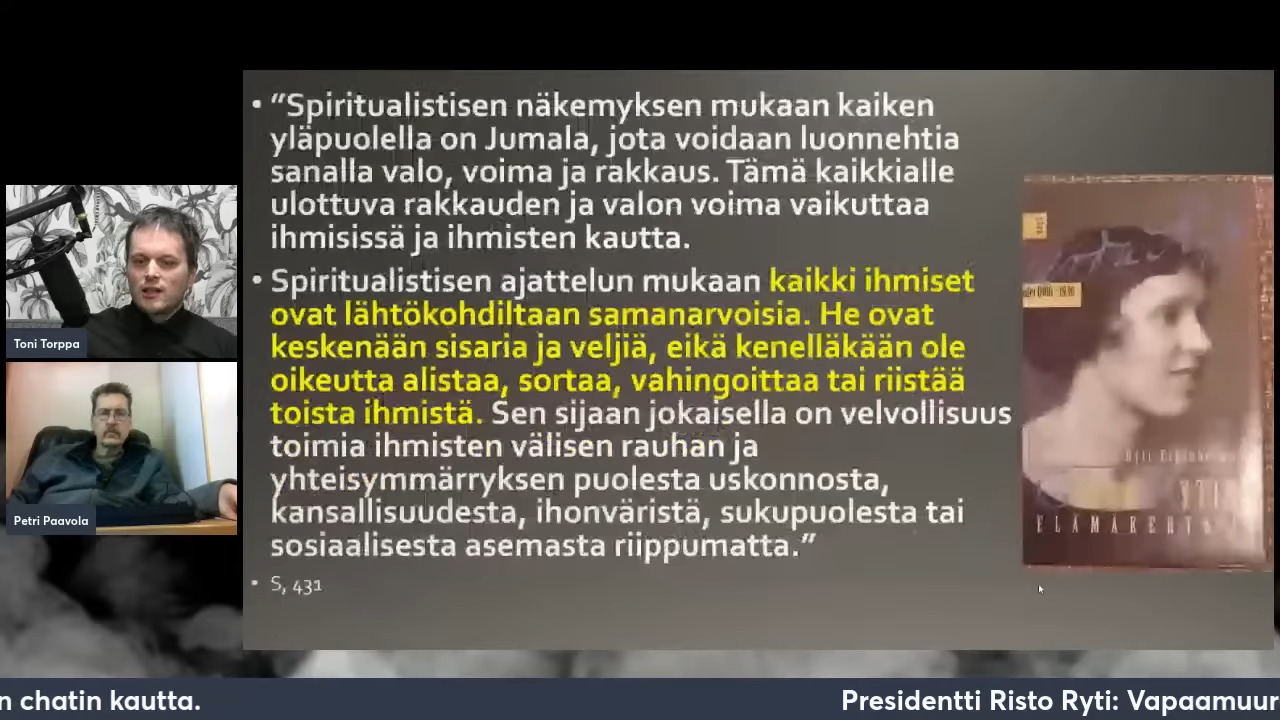 • ”Spiritualistisen näkemyksen mukaan kaiken
yläpuolella on Jumala, jota voidaan luonnehtia
sanalla valo, voima ja rakkaus. Tämä kaikkialle
ulottuva rakkauden ja valon voima vaikuttaa
ihmisissä ja ihmisten kautta.
• Spiritualistisen ajattelun mukaan kaikki ihmiset
ovat lähtökohdiltaan samanarvoisia. He ovat
keskenään sisaria ja veljiä, eikä kenelläkään ole
oikeutta alistaa, sortaa, vahingoittaa tai riistää
toista ihmistä. Sen sijaan jokaisella on velvollisuus
toimia ihmisten välisen rauhan ja
yhteisymmärryksen puolesta uskonnosta,
kansallisuudesta, ihonväristä, sukupuolesta tai
sosiaalisesta asemasta riippumatta.”
• S, 431
Toni Torppa
Petri Paavola
n chatin kautta.
Presidentti Risto Ryti: Vapaamuur